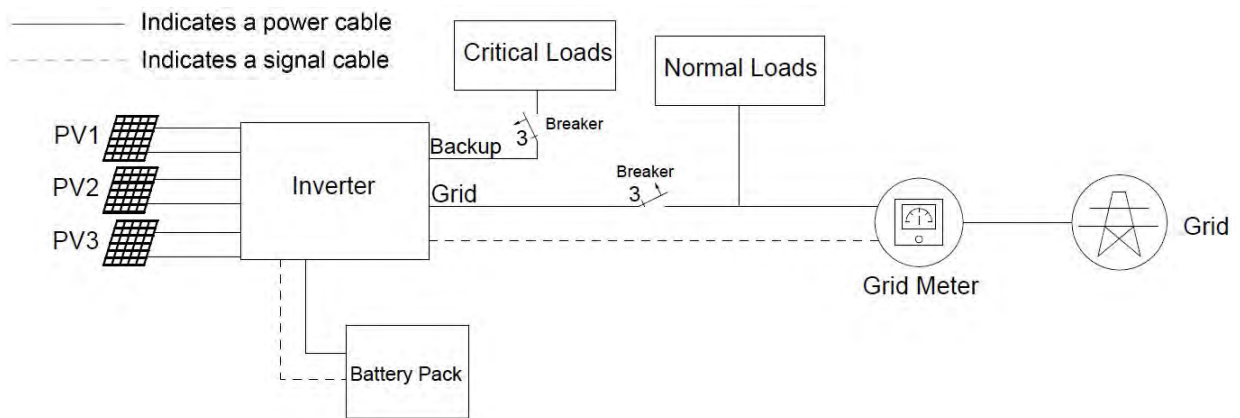 Indicates a power cable
Indicates a signal cable
Critical Loads
Normal Loads
3
Breaker
PV1
Backup
Breaker
PV2
Inverter
Grid
3
PV3
Grid
Grid Meter
Battery Pack